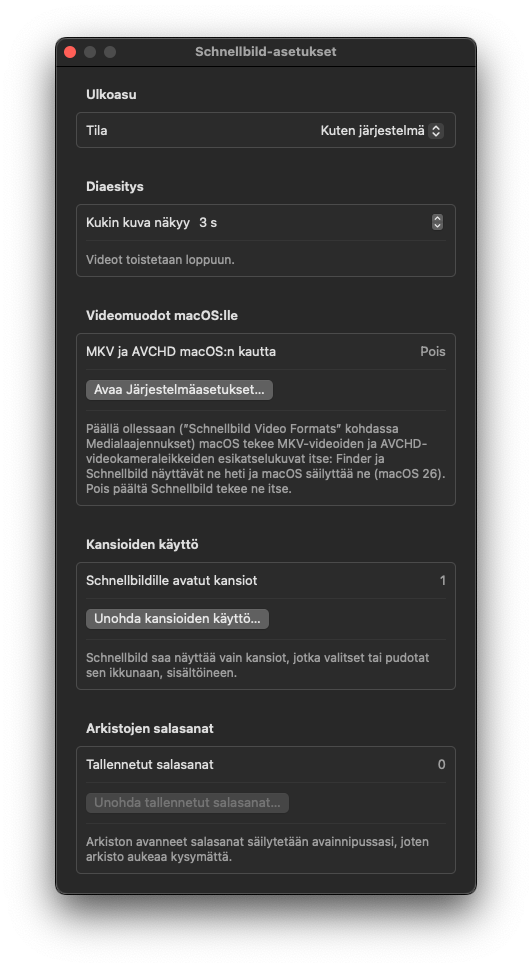 Schnellbild-asetukset
Ulkoasu
Tila Kuten järjestelmä
Diaesitys
Kukin kuva näkyy 3 s
Videot toistetaan loppuun.
Videomuodot macOS:lle
MKV ja AVCHD macOS:n kautta Pois
Avaa Järjestelmäasetukset...
Päällä ollessaan (”Schnellbild Video Formats” kohdassa
Medialaajennukset) macOS tekee MKV-videoiden ja AVCHD-
videokameraleikkeiden esikatselukuvat itse: Finder ja
Schnellbild näyttävät ne heti ja macOS säilyttää ne (macOS 26).
Pois päältä Schnellbild tekee ne itse.
Kansioiden käyttö
Schnellbildille avatut kansiot 1
Unohda kansioiden käyttö...
Schnellbild saa näyttää vain kansiot, jotka valitset tai pudotat
sen ikkunaan, sisältöineen.
Arkistojen salasanat
Tallennetut salasanat 0
Unohda tallennetut salasanat...
Arkiston avanneet salasanat säilytetään avainnipussasi, joten
arkisto aukeaa kysymättä.